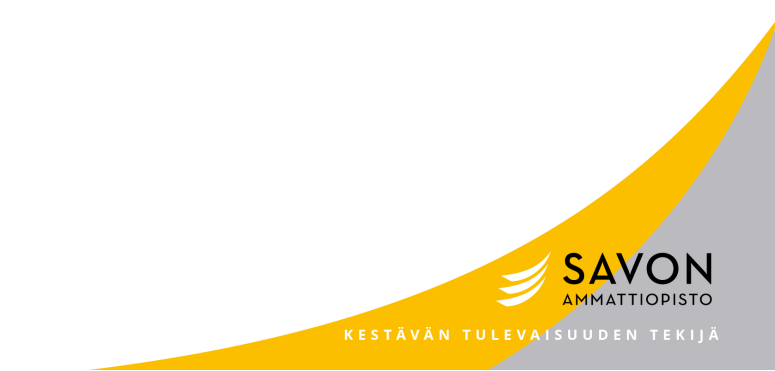 SAVON
AMMATTIOPISTO
KESTÄVÄN TULEVAISUUDEN TEKIJÄ